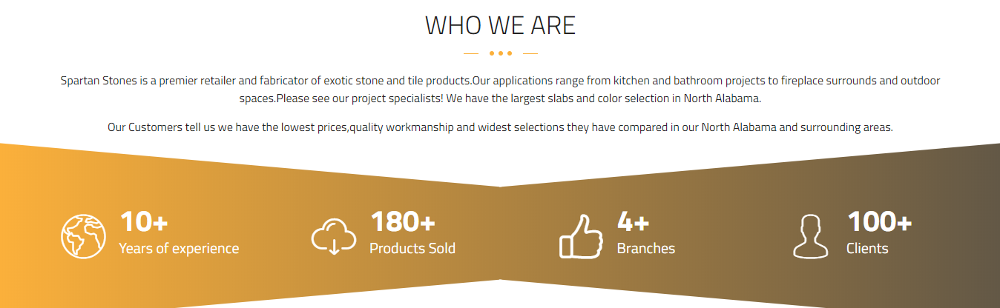 WHO WE ARE
Spartan Stones is a premier retailer and fabricator of exotic stone and tile products.Our applications range from kitchen and bathroom projects to fireplace surrounds and outdoor
spaces.Please see our project specialists! We have the largest slabs and color selection in North Alabama.
Our Customers tell us we have the lowest prices,quality workmanship and widest selections they have compared in our North Alabama and surrounding areas.
10+
Years of experience
180+
Products Sold
4+
Branches
100+
Clients